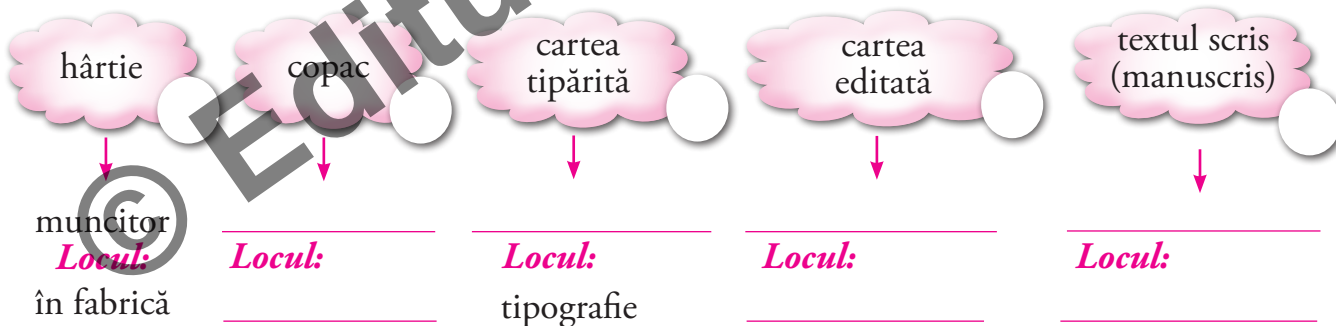 hârtie
copac
cartea
tipărită
cartea
editată
textul scris
(manuscris)
muncitor
Locul:
în fabrică
Locul:
Locul:
tipografie
Locul:
Locul:
© Editu